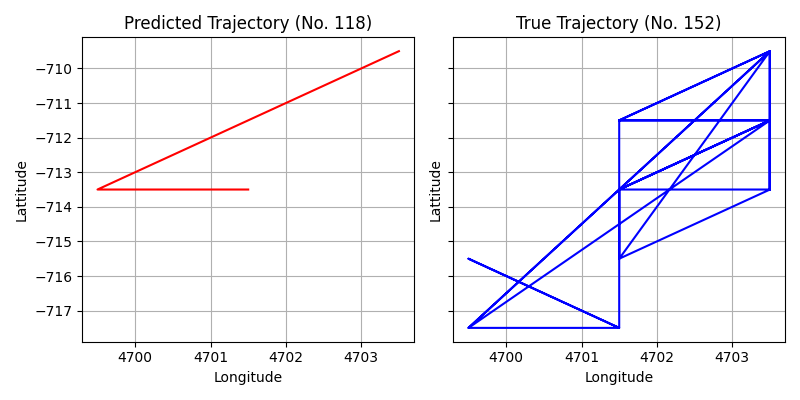 Predicted Trajectory (No. 118)
True Trajectory (No. 152)
−710
−711
−712
−713
−714
−715
−716
−717
Lattitude
Lattitude
4700
4701
4702
4703
4700
4701
4702
4703
Longitude
Longitude